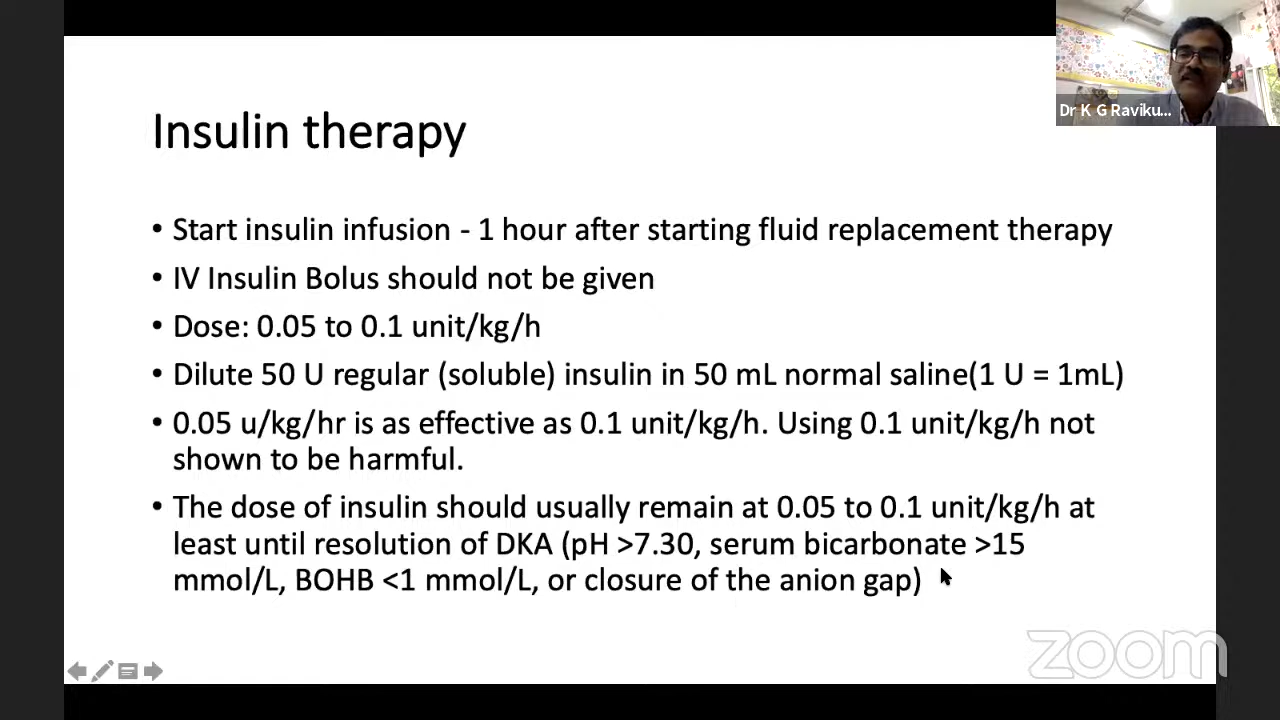 Dr K G Raviku...
Insulin therapy
• Start insulin infusion - 1 hour after starting fluid replacement therapy
• IV Insulin Bolus should not be given
• Dose: 0.05 to 0.1 unit/kg/h
• Dilute 50 U regular (soluble) insulin in 50 mL normal saline(1 U = 1mL)
• 0.05 u/kg/hr is as effective as 0.1 unit/kg/h. Using 0.1 unit/kg/h not
shown to be harmful.
• The dose of insulin should usually remain at 0.05 to 0.1 unit/kg/h at
least until resolution of DKA (pH >7.30, serum bicarbonate >15
mmol/L, BOHB <1 mmol/L, or closure of the anion gap)
zoom